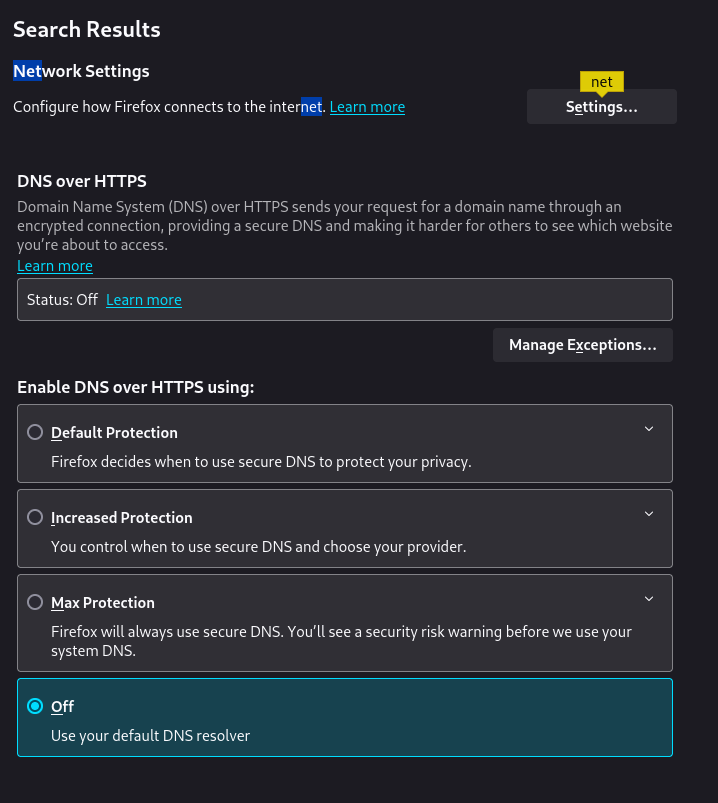 Search Results
Network Settings
net
Configure how Firefox connects to the internet. Learn more
Settings…
DNS over HTTPS
Domain Name System (DNS) over HTTPS sends your request for a domain name through an
encrypted connection, providing a secure DNS and making it harder for others to see which website
you’re about to access.
Learn more
Status: Off Learn more
Manage Exceptions…
Enable DNS over HTTPS using:
Default Protection
Firefox decides when to use secure DNS to protect your privacy.
Increased Protection
You control when to use secure DNS and choose your provider.
Max Protection
Firefox will always use secure DNS. You’ll see a security risk warning before we use your
system DNS.
Off
Use your default DNS resolver